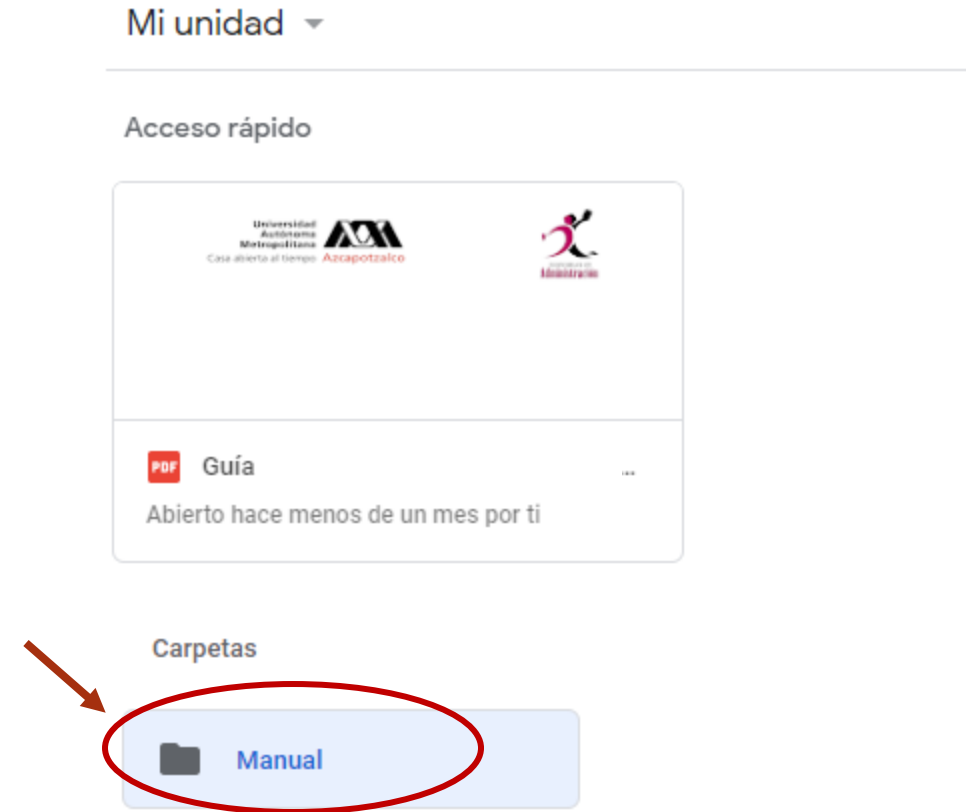 Mi unidad
Acceso rápido
Universidad
Autónoma
Metropolitana
Casa abierta al tiempo Azcapotzalco
Administración
PDF Guía ...
Abierto hace menos de un mes por ti
Carpetas
Manual